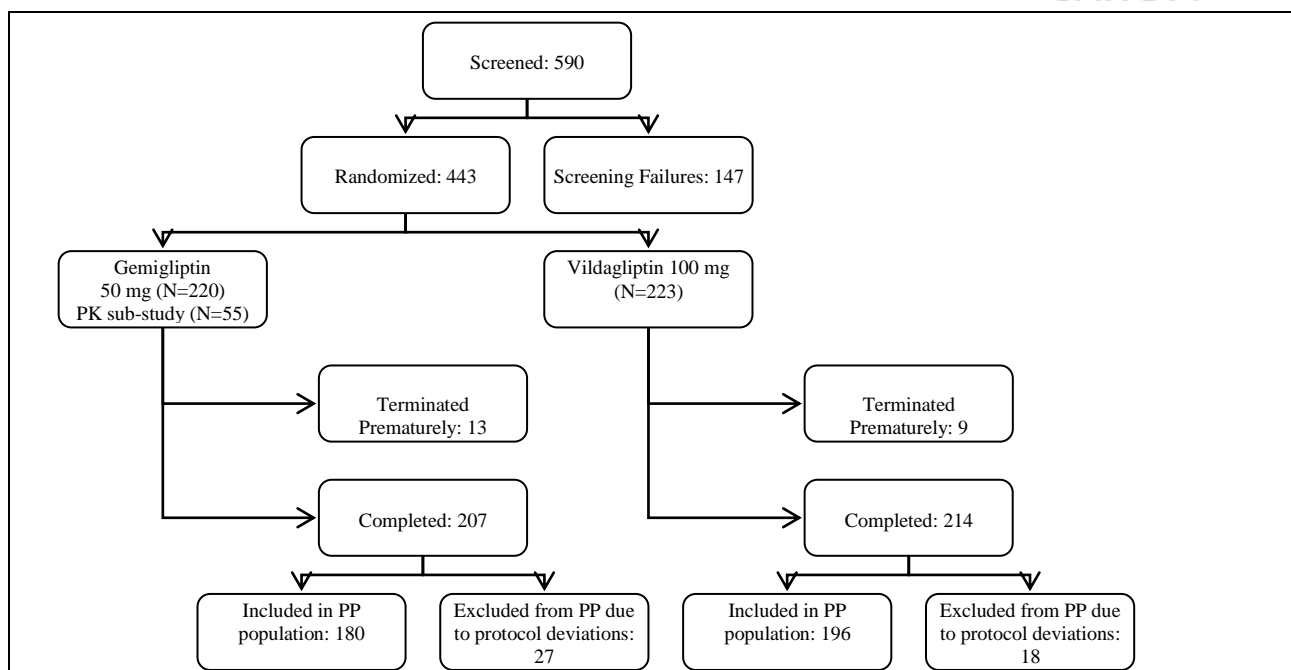 Screened: 590
Randomized: 443
Screening Failures: 147
Gemigliptin
50 mg (N=220)
PK sub-study (N=55)
Vildagliptin 100 mg
(N=223)
Terminated
Prematurely: 13
Terminated
Prematurely: 9
Completed: 207
Completed: 214
Included in PP
population: 180
Excluded from PP due
to protocol deviations:
27
Included in PP
population: 196
Excluded from PP due
to protocol deviations:
18